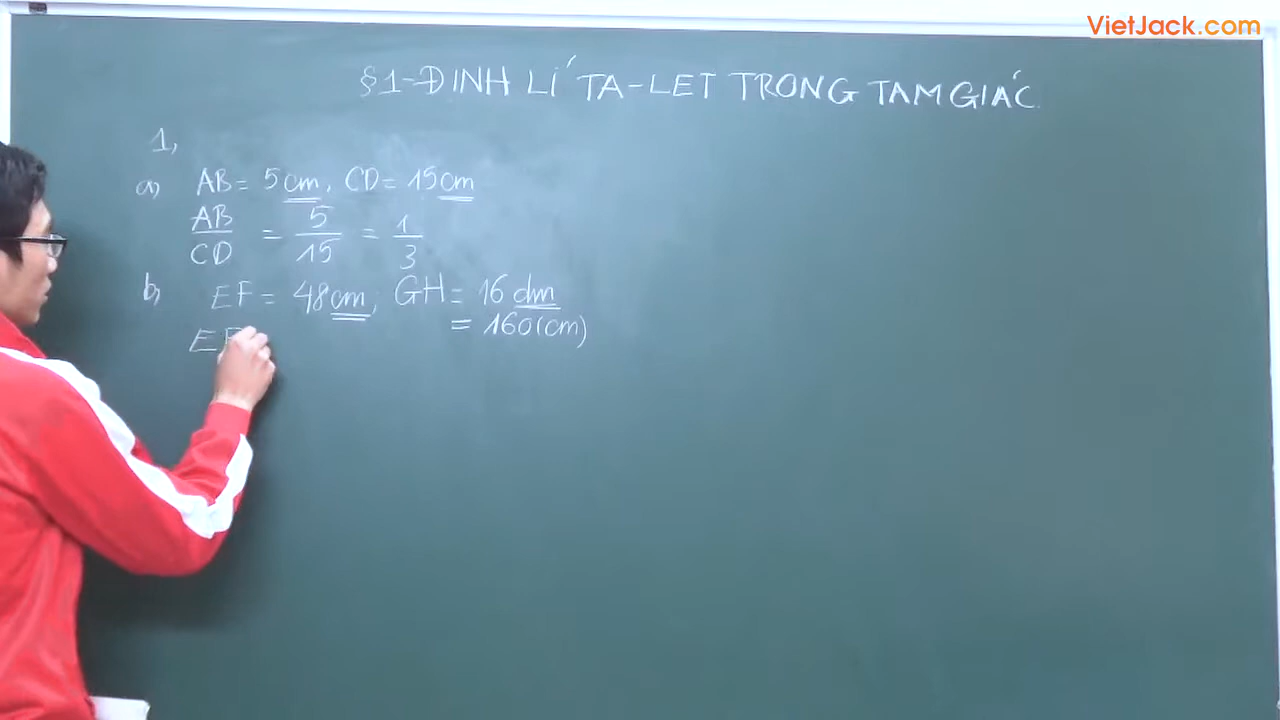 VietJack.com
§1-ĐINH LÍ TA-LET TRONG TAM GIÁC
1,
a, AB = 5cm, CD = 15cm
AB/CD = 5/15 = 1/3
b, EF = 48cm, GH = 16 dm
= 160(cm)
EF